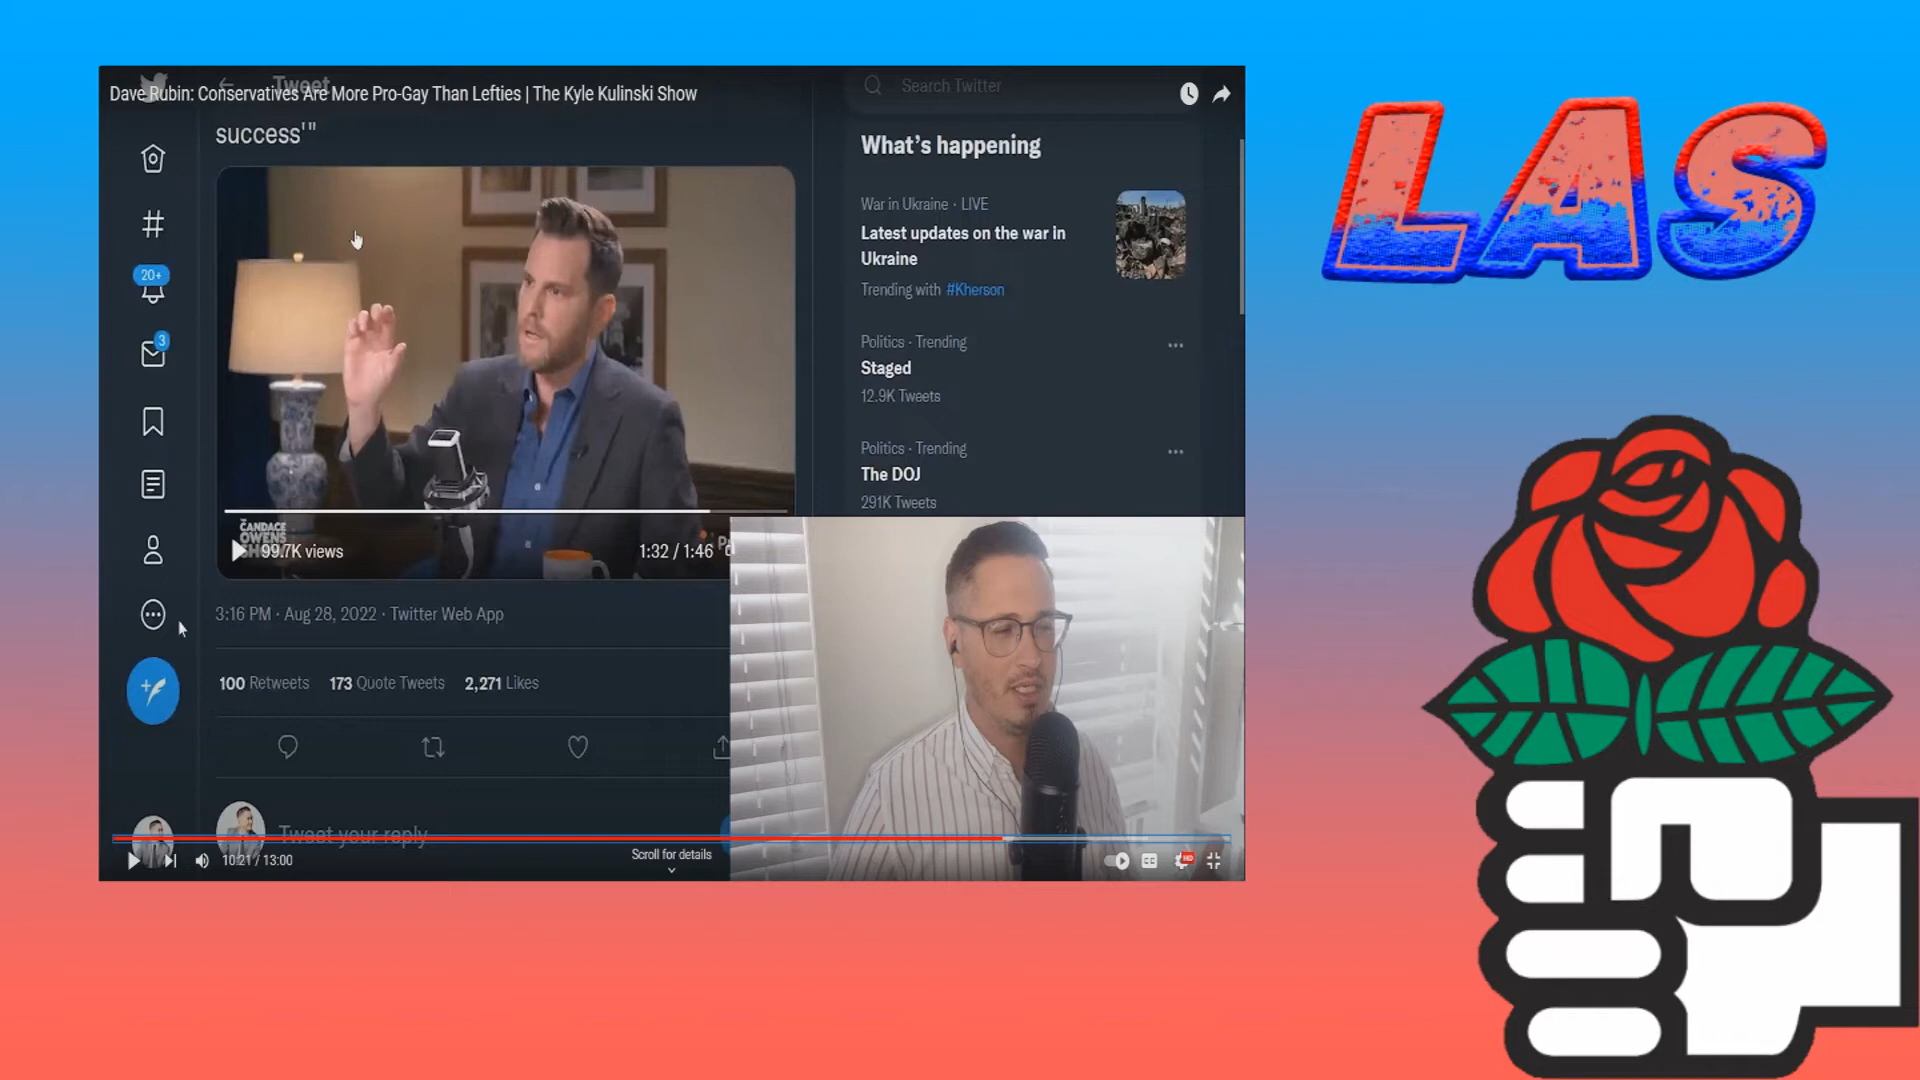 Tweet
Dave Rubin: Conservatives Are More Pro-Gay Than Lefties | The Kyle Kulinski Show
success'"
Search Twitter
What's happening
War in Ukraine · LIVE
Latest updates on the war in
Ukraine
Trending with #Kherson
Politics · Trending
Staged
12.9K Tweets
Politics · Trending
The DOJ
291K Tweets
20+
3
CANDACE
OWENS
99.7K views
1:32 / 1:46
3:16 PM · Aug 28, 2022 · Twitter Web App
100 Retweets 173 Quote Tweets 2,271 Likes
Tweet your reply
10:21 / 13:00
Scroll for details
CC
HD
LAS